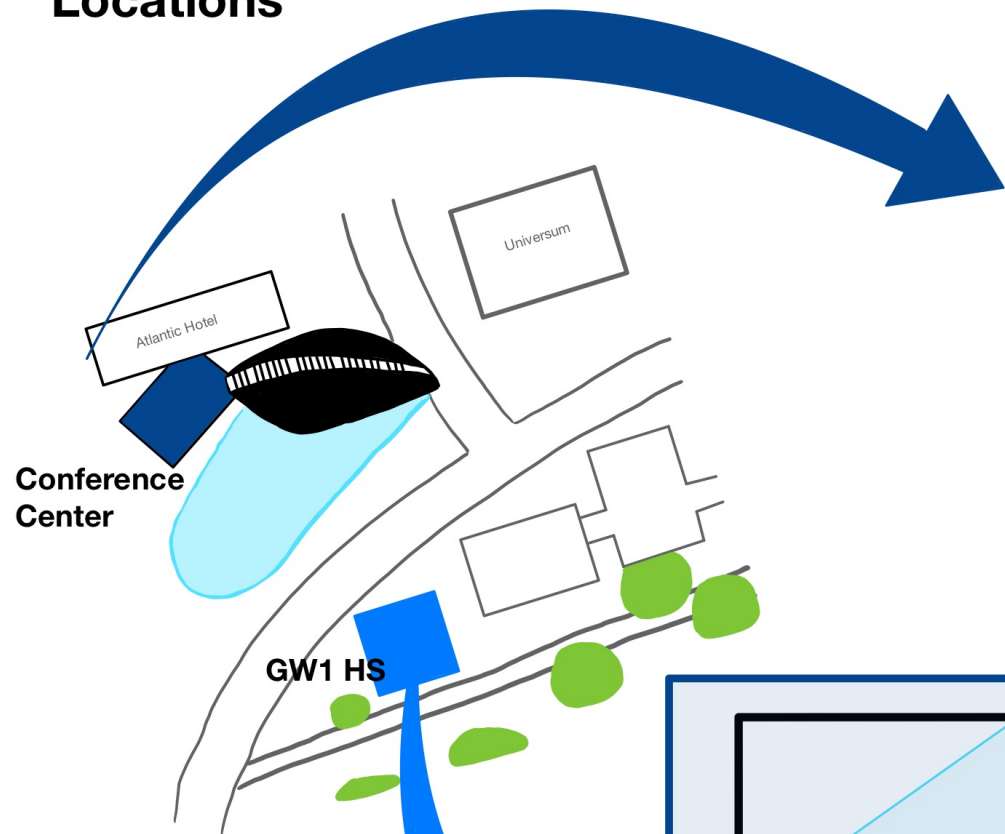 Locations
Universum
Atlantic Hotel
Conference
Center
GW1 HS